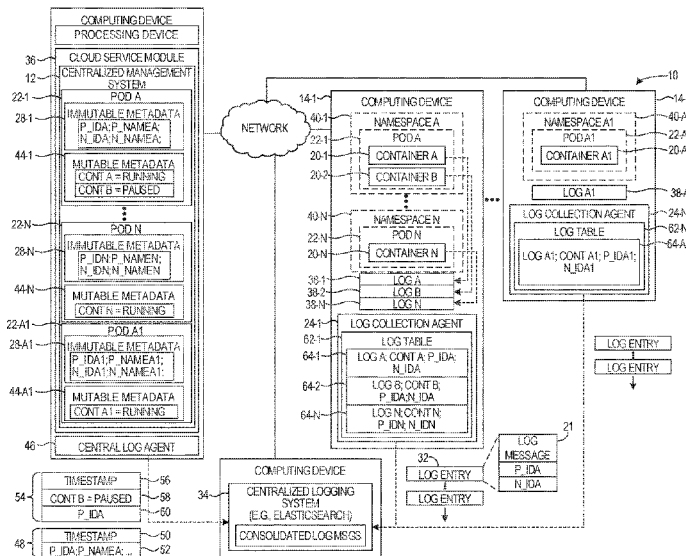 COMPUTING DEVICE
PROCESSING DEVICE
36
CLOUD SERVICE MODULE
12
CENTRALIZED MANAGEMENT
SYSTEM
22-1
POD A
28-1
IMMUTABLE METADATA
P_IDA;P_NAMEA;
N_IDA;N_NAMEA;
44-1
MUTABLE METADATA
CONT A = RUNNING
CONT B = PAUSED
22-N
POD N
28-N
IMMUTABLE METADATA
P_IDN;P_NAMEN;
N_IDN;N_NAMEN
44-N
MUTABLE METADATA
CONT N = RUNNING
22-A1
POD A1
28-A1
IMMUTABLE METADATA
P_IDA1;P_NAMEA1;
N_IDA1;N_NAMEA1;
44-A1
MUTABLE METADATA
CONT A1 = RUNNING
46
CENTRAL LOG AGENT
54
TIMESTAMP
56
CONT B = PAUSED
58
P_IDA
60
48
TIMESTAMP
50
P_IDA;P_NAMEA; ...
52
NETWORK
14-1
COMPUTING DEVICE
40-1
NAMESPACE A
22-1
POD A
20-1
CONTAINER A
20-2
CONTAINER B
40-N
NAMESPACE N
22-N
POD N
20-N
CONTAINER N
38-1
LOG A
38-2
LOG B
38-N
LOG N
24-1
LOG COLLECTION AGENT
62-1
LOG TABLE
64-1
LOG A; CONT A; P_IDA;
N_IDA
64-2
LOG B; CONT B;
P_IDA;N_IDA
64-N
LOG N; CONT N;
P_IDN; N_IDN
10
COMPUTING DEVICE
14-
NAMESPACE A1
40-A
POD A1
22-A
CONTAINER A1
20-A
LOG A1
38-A
LOG COLLECTION AGENT
24-N
LOG TABLE
62-N
64-A
LOG A1; CONT A1; P_IDA1;
N_IDA1
LOG ENTRY
LOG ENTRY
COMPUTING DEVICE
34
CENTRALIZED LOGGING
SYSTEM
(E.G., ELASTICSEARCH)
CONSOLIDATED LOG MSGS
32
LOG ENTRY
LOG ENTRY
21
LOG
MESSAGE
P_IDA
N_IDA